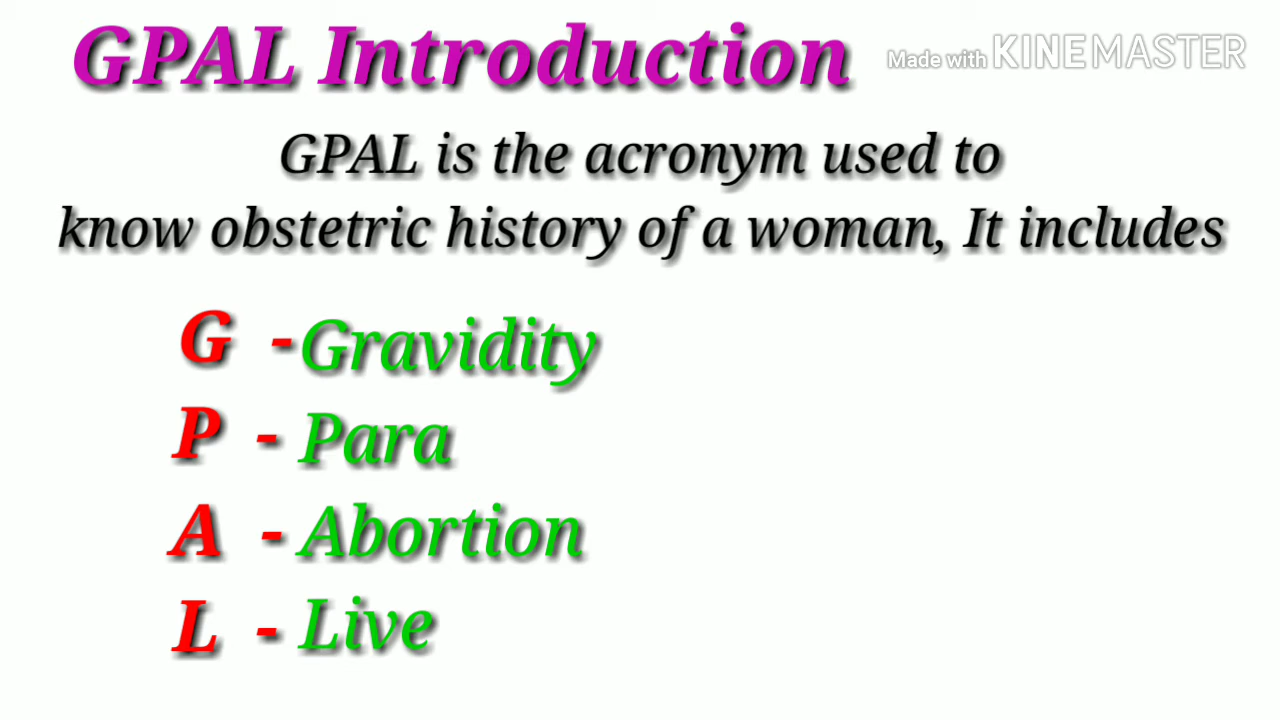 GPAL Introduction
Made with KINEMASTER
GPAL is the acronym used to
know obstetric history of a woman, It includes
G - Gravidity
P - Para
A - Abortion
L - Live